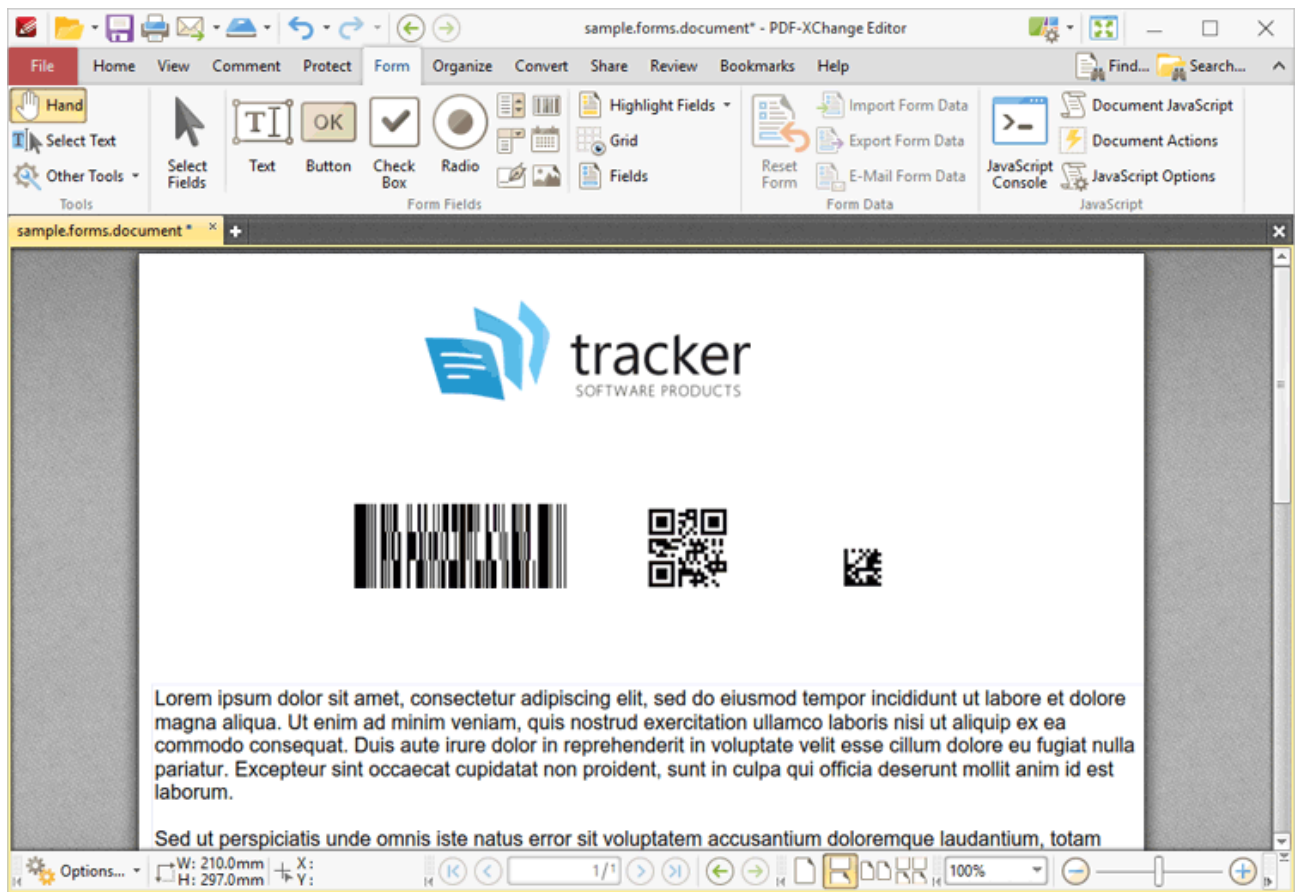 sample.forms.document* - PDF-XChange Editor
File Home View Comment Protect Form Organize Convert Share Review Bookmarks Help Find... Search...
Hand
Select Text
Other Tools
Tools
Select Fields
Text
OK
Button
Check Box
Radio
Form Fields
Highlight Fields
Grid
Fields
Reset Form
Import Form Data
Export Form Data
E-Mail Form Data
Form Data
JavaScript Console
Document JavaScript
Document Actions
JavaScript Options
JavaScript
sample.forms.document *
tracker
SOFTWARE PRODUCTS
Lorem ipsum dolor sit amet, consectetur adipiscing elit, sed do eiusmod tempor incididunt ut labore et dolore
magna aliqua. Ut enim ad minim veniam, quis nostrud exercitation ullamco laboris nisi ut aliquip ex ea
commodo consequat. Duis aute irure dolor in reprehenderit in voluptate velit esse cillum dolore eu fugiat nulla
pariatur. Excepteur sint occaecat cupidatat non proident, sunt in culpa qui officia deserunt mollit anim id est
laborum.
Sed ut perspiciatis unde omnis iste natus error sit voluptatem accusantium doloremque laudantium, totam
Options... W: 210.0mm X: 1/1 100%
H: 297.0mm Y: